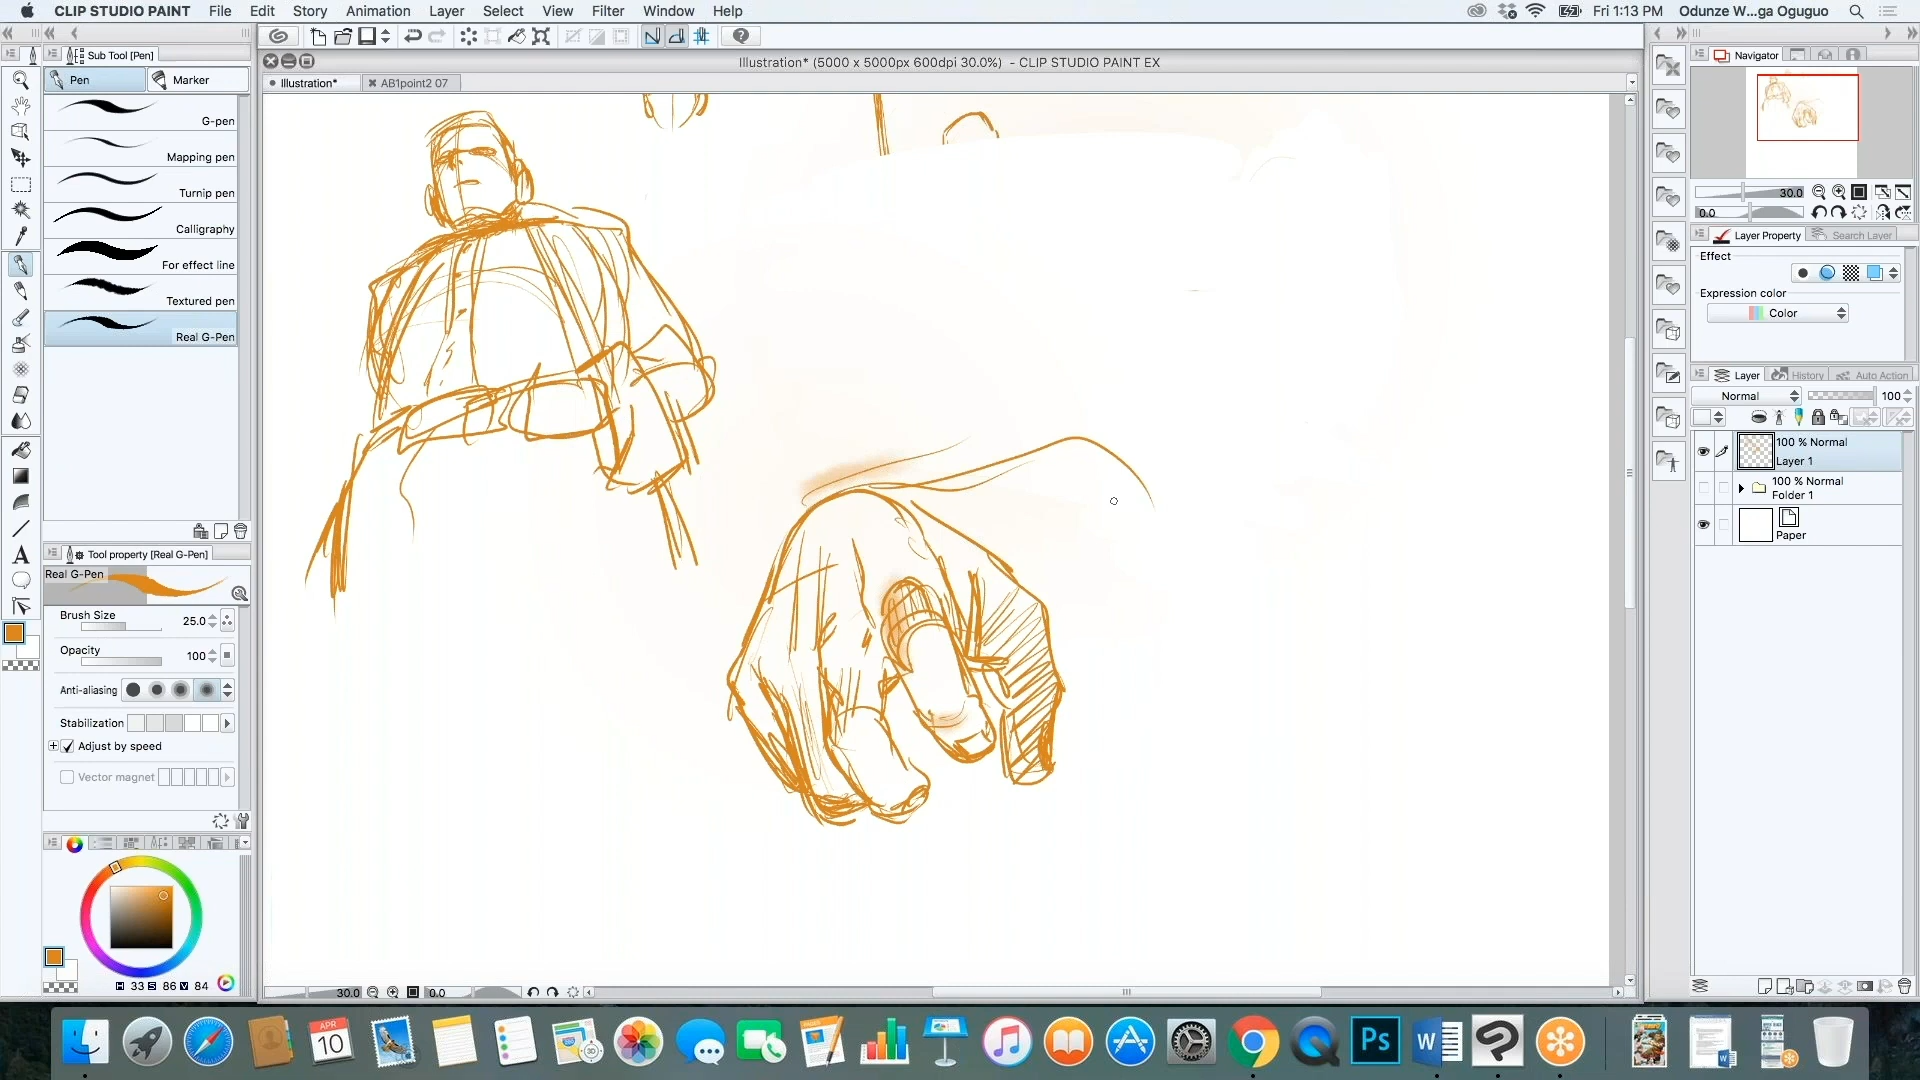 CLIP STUDIO PAINT File Edit Story Animation Layer Select View Filter Window Help
Fri 1:13 PM Odunze W...ga Oguguo
Sub Tool [Pen]
Pen Marker
G-pen
Mapping pen
Turnip pen
Calligraphy
For effect line
Textured pen
Real G-Pen
Tool property [Real G-Pen]
Real G-Pen
Brush Size 25.0
Opacity 100
Anti-aliasing
Stabilization
Adjust by speed
Vector magnet
H 33 S 86 V 84
Illustration* (5000 x 5000px 600dpi 30.0%) - CLIP STUDIO PAINT EX
Illustration* AB1point2 07
30.0 0.0
Navigator
30.0
0.0
Layer Property Search Layer
Effect
Expression color
Color
Layer History Auto Action
Normal 100
100 % Normal
Layer 1
100 % Normal
Folder 1
Paper
APR
10
3D
PAGES
Ps
W